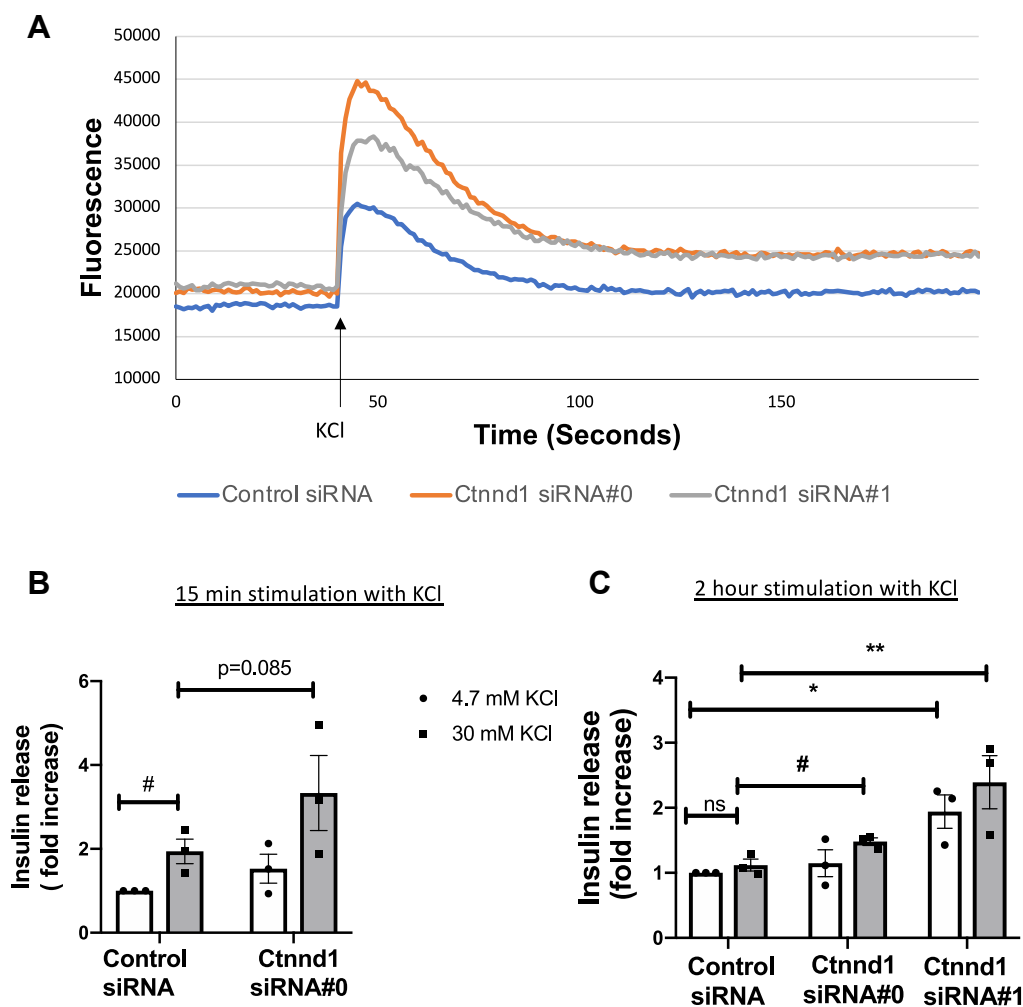 A
50000
45000
40000
35000
30000
25000
20000
15000
10000
Fluorescence
0
50
100
150
KCl
Time (Seconds)
Control siRNA
Ctnnd1 siRNA#0
Ctnnd1 siRNA#1
B
15 min stimulation with KCl
p=0.085
#
6
4
2
0
Insulin release
( fold increase)
Control
siRNA
Ctnnd1
siRNA#0
4.7 mM KCl
30 mM KCl
C
2 hour stimulation with KCl
**
*
#
ns
4
3
2
1
0
Insulin release
(fold increase)
Control
siRNA
Ctnnd1
siRNA#0
Ctnnd1
siRNA#1